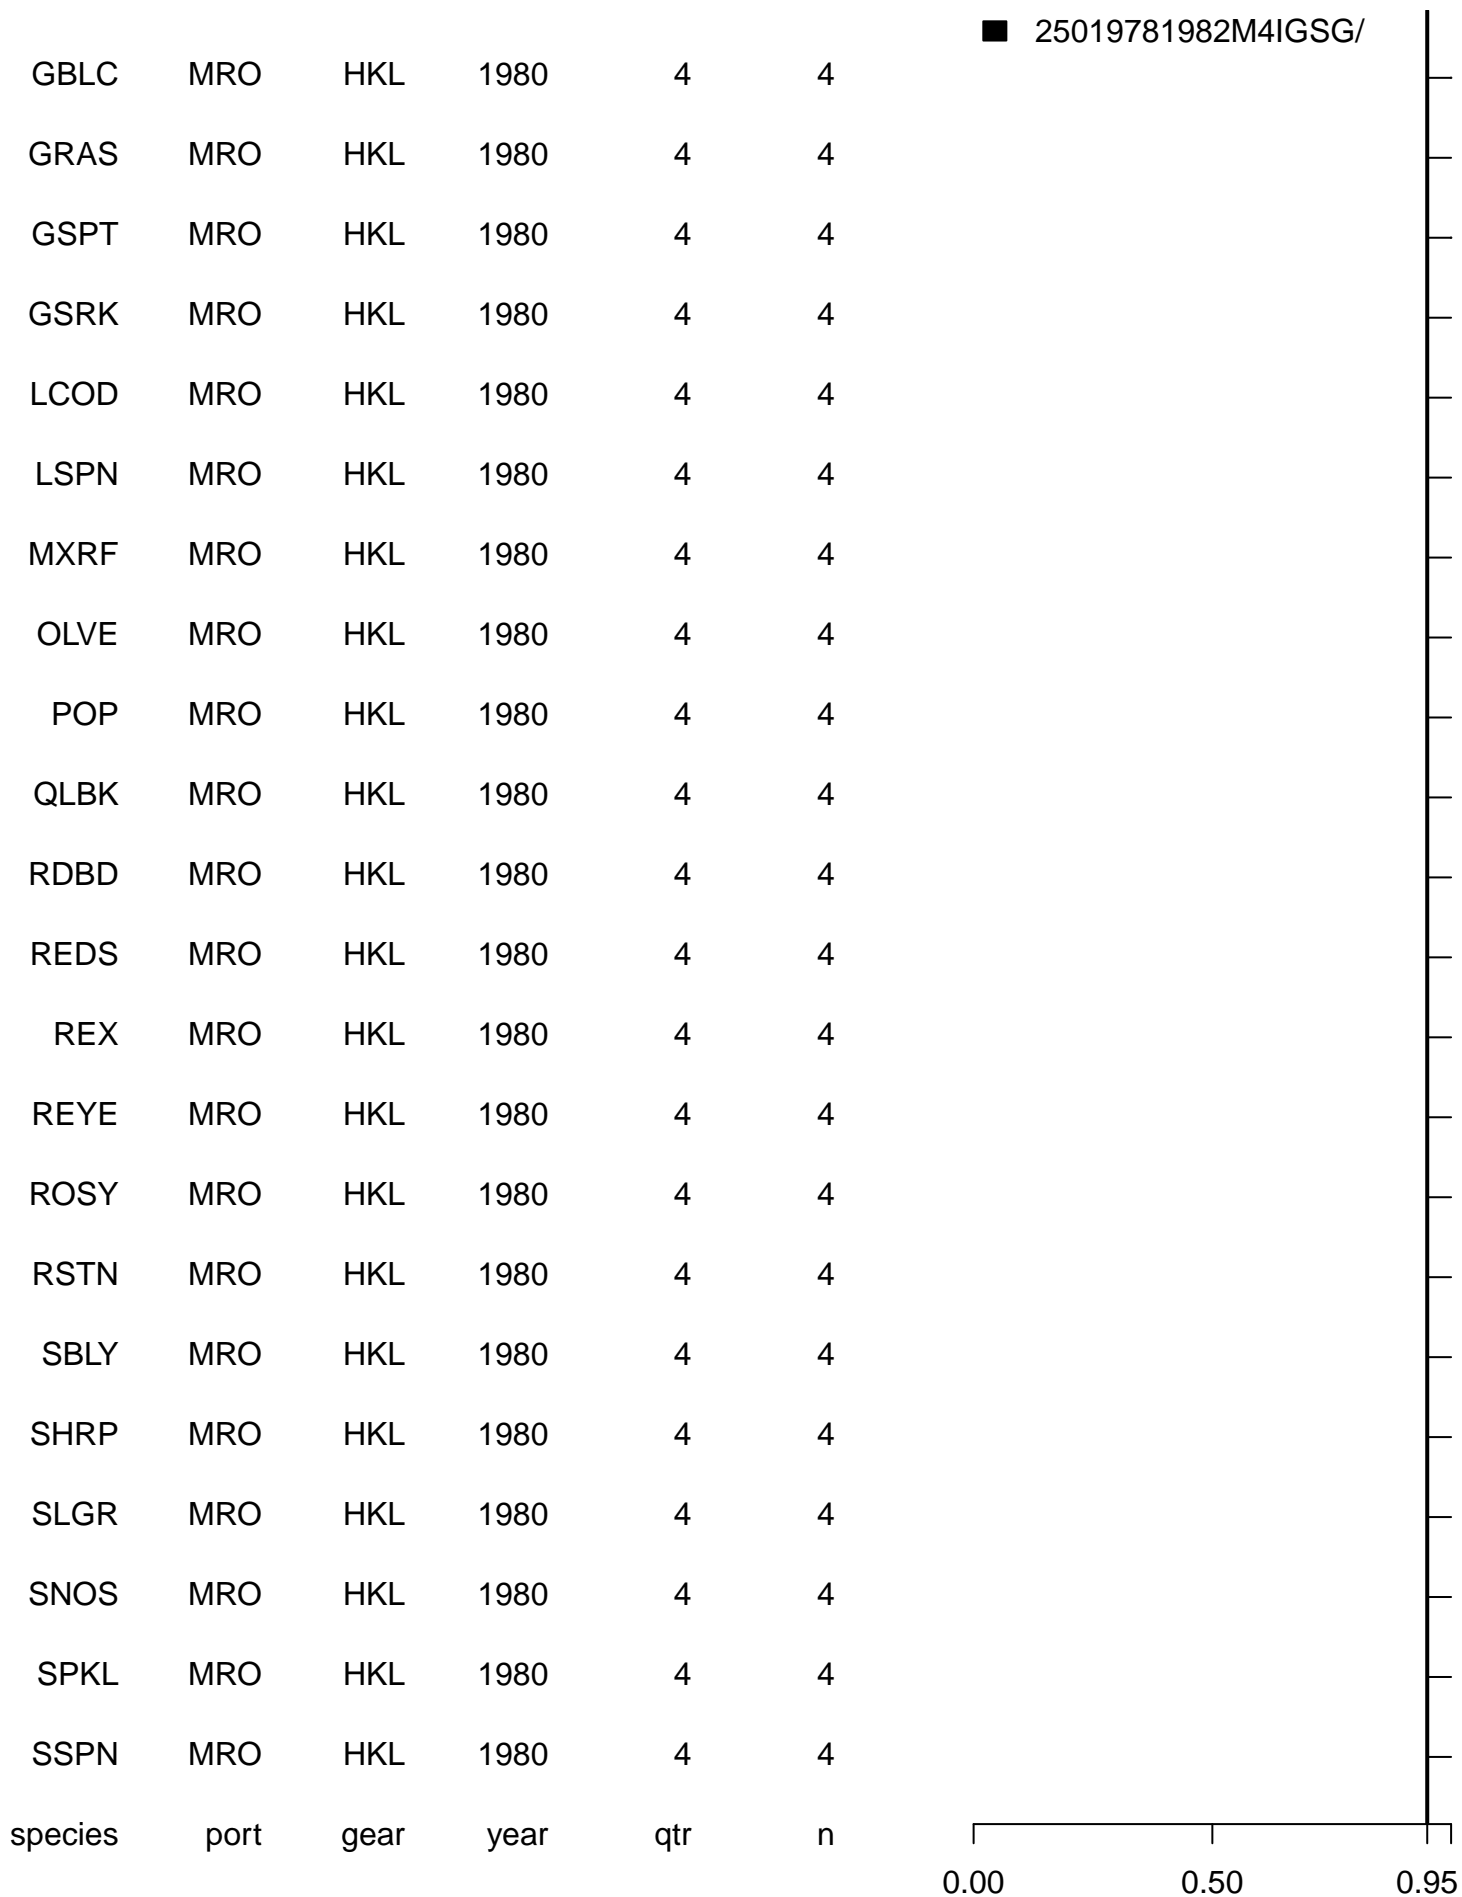 25019781982M4IGSG/
GBLC MRO HKL 1980 4 4
GRAS MRO HKL 1980 4 4
GSPT MRO HKL 1980 4 4
GSRK MRO HKL 1980 4 4
LCOD MRO HKL 1980 4 4
LSPN MRO HKL 1980 4 4
MXRF MRO HKL 1980 4 4
OLVE MRO HKL 1980 4 4
POP MRO HKL 1980 4 4
QLBK MRO HKL 1980 4 4
RDBD MRO HKL 1980 4 4
REDS MRO HKL 1980 4 4
REX MRO HKL 1980 4 4
REYE MRO HKL 1980 4 4
ROSY MRO HKL 1980 4 4
RSTN MRO HKL 1980 4 4
SBLY MRO HKL 1980 4 4
SHRP MRO HKL 1980 4 4
SLGR MRO HKL 1980 4 4
SNOS MRO HKL 1980 4 4
SPKL MRO HKL 1980 4 4
SSPN MRO HKL 1980 4 4
species port gear year qtr n
0.00 0.50 0.95